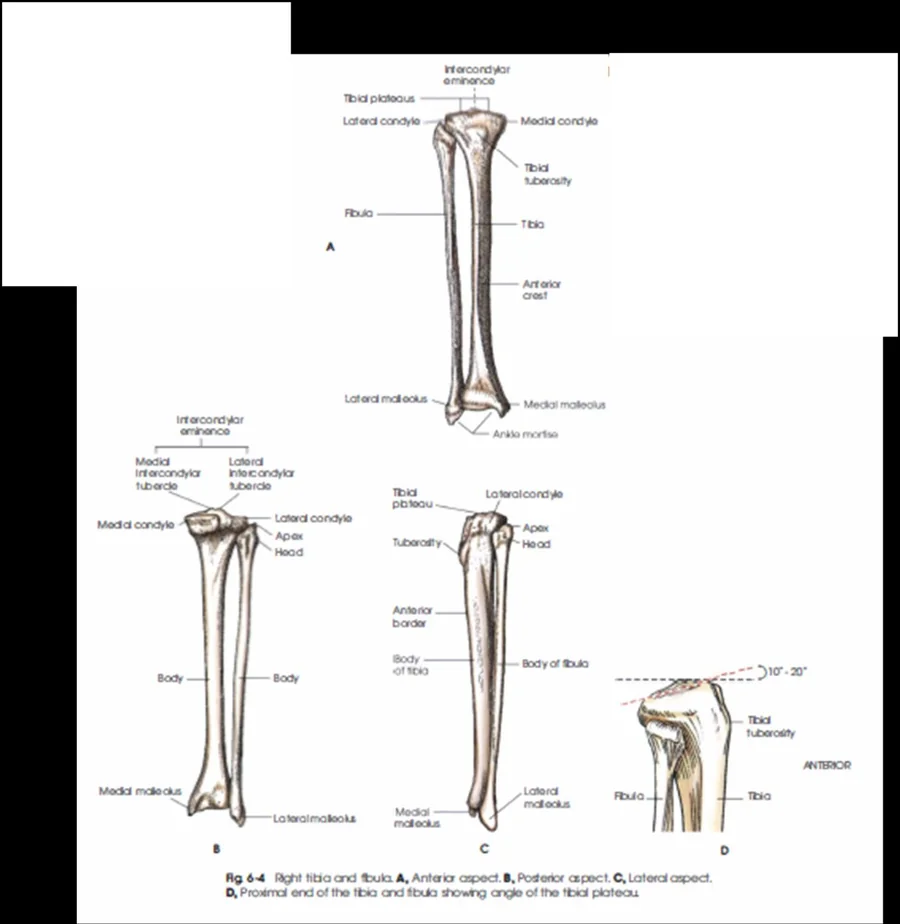 Intercondylar
eminence
Tibial plateaus
Lateral condyle
Medial condyle
Tibial
tuberosity
Fibula
Tibia
A
Anterior
crest
Lateral malleolus
Medial malleolus
Ankle mortise
Intercondylar
eminence
Medial
intercondylar
tubercle
Lateral
intercondylar
tubercle
Medial condyle
Lateral condyle
Apex
Head
Body
Body
Medial malleolus
Lateral malleolus
B
Tibial
plateau
Lateral condyle
Apex
Head
Tuberosity
Anterior
border
Body
of tibia
Body of fibula
Medial
malleolus
Lateral
malleolus
C
10° - 20°
Tibial
tuberosity
ANTERIOR
Fibula
Tibia
D
Fig. 6-4 Right tibia and fibula. A, Anterior aspect. B, Posterior aspect. C, Lateral aspect.
D, Proximal end of the tibia and fibula showing angle of the tibial plateau.